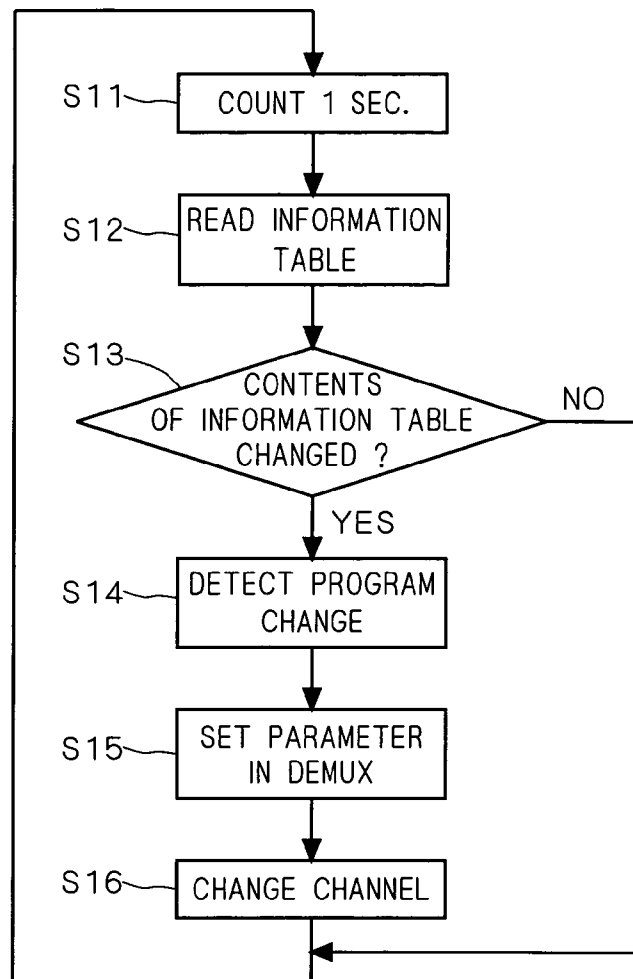 S11
COUNT 1 SEC.
S12
READ INFORMATION
TABLE
S13
CONTENTS
OF INFORMATION TABLE
CHANGED ?
NO
YES
S14
DETECT PROGRAM
CHANGE
S15
SET PARAMETER
IN DEMUX
S16
CHANGE CHANNEL